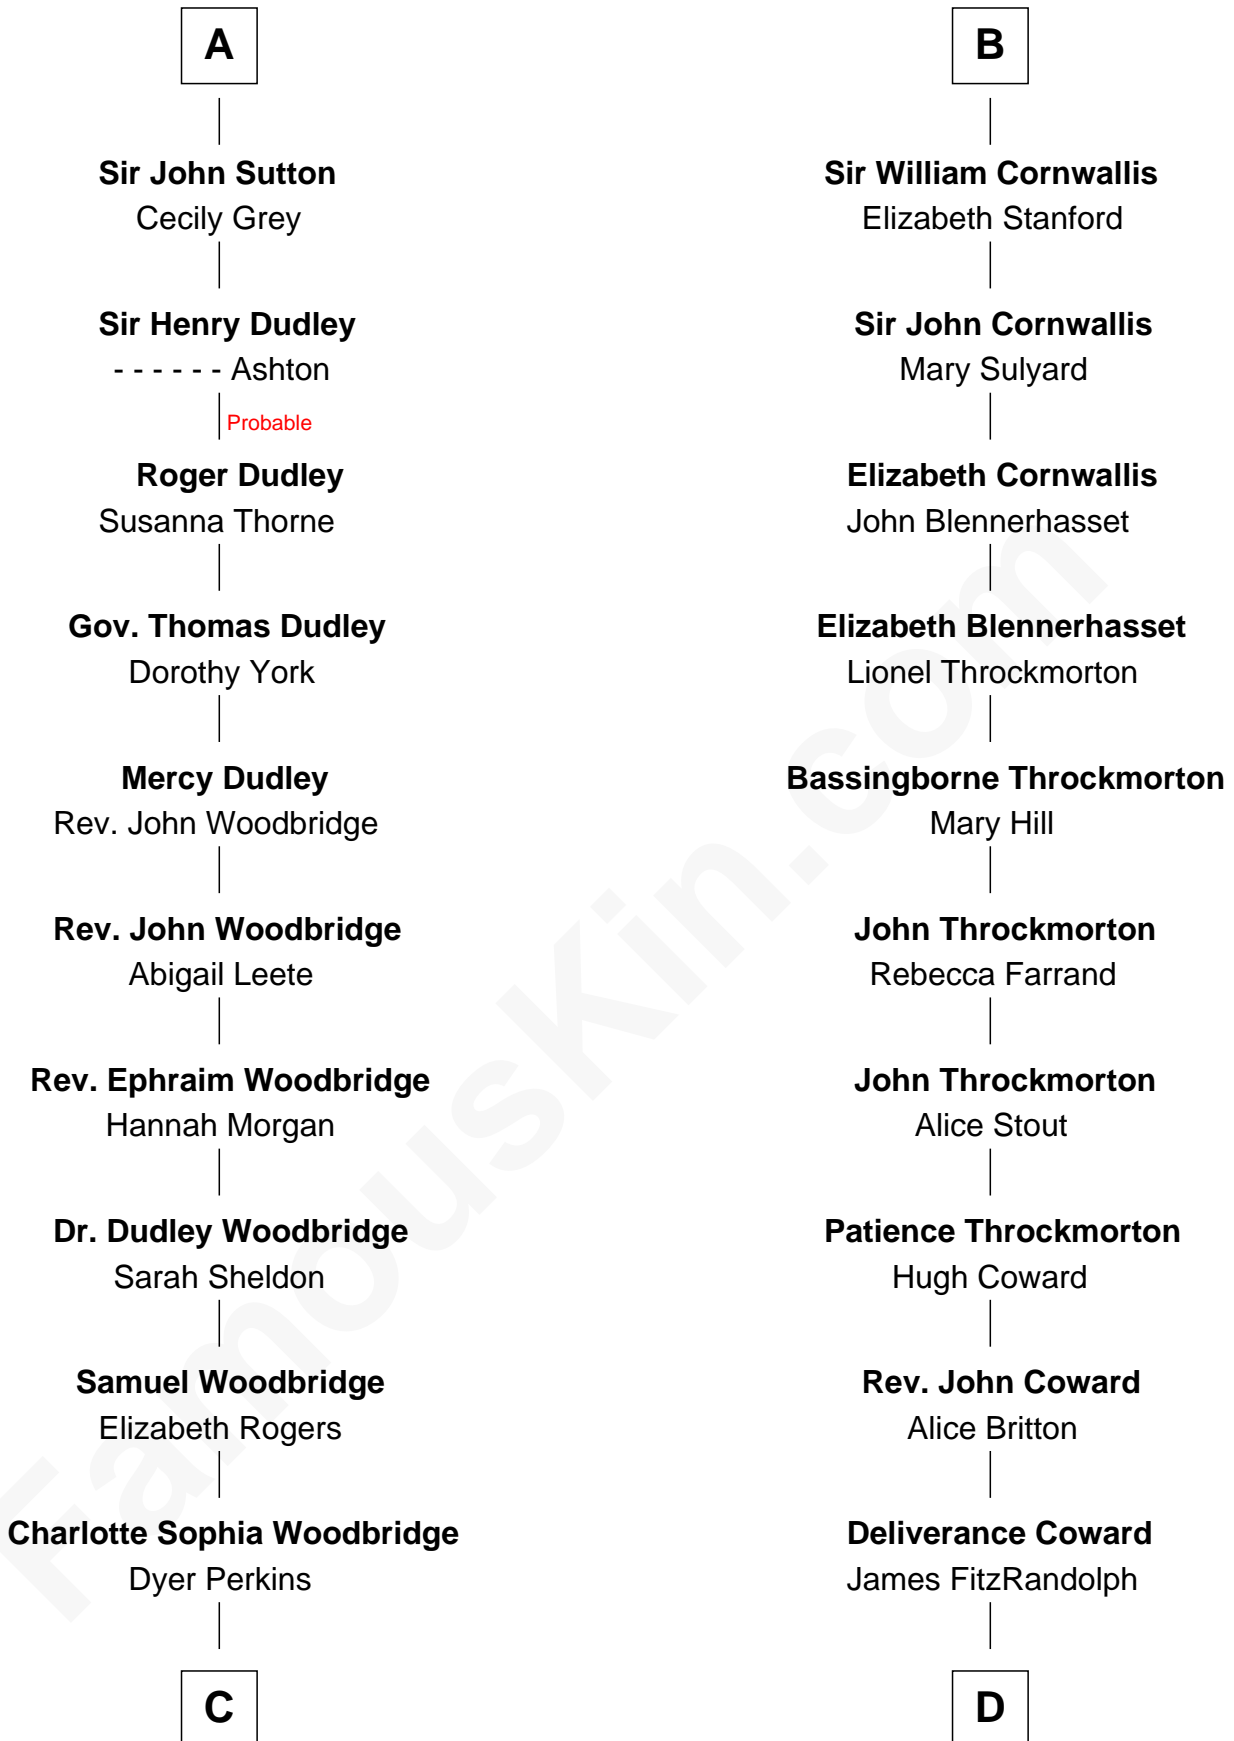 A
Sir John Sutton
Cecily Grey
Sir Henry Dudley
- - - - - - Ashton
Probable
Roger Dudley
Susanna Thorne
Gov. Thomas Dudley
Dorothy York
Mercy Dudley
Rev. John Woodbridge
Rev. John Woodbridge
Abigail Leete
Rev. Ephraim Woodbridge
Hannah Morgan
Dr. Dudley Woodbridge
Sarah Sheldon
Samuel Woodbridge
Elizabeth Rogers
Charlotte Sophia Woodbridge
Dyer Perkins
C
B
Sir William Cornwallis
Elizabeth Stanford
Sir John Cornwallis
Mary Sulyard
Elizabeth Cornwallis
John Blennerhasset
Elizabeth Blennerhasset
Lionel Throckmorton
Bassingborne Throckmorton
Mary Hill
John Throckmorton
Rebecca Farrand
John Throckmorton
Alice Stout
Patience Throckmorton
Hugh Coward
Rev. John Coward
Alice Britton
Deliverance Coward
James FitzRandolph
D
FamousKin.com